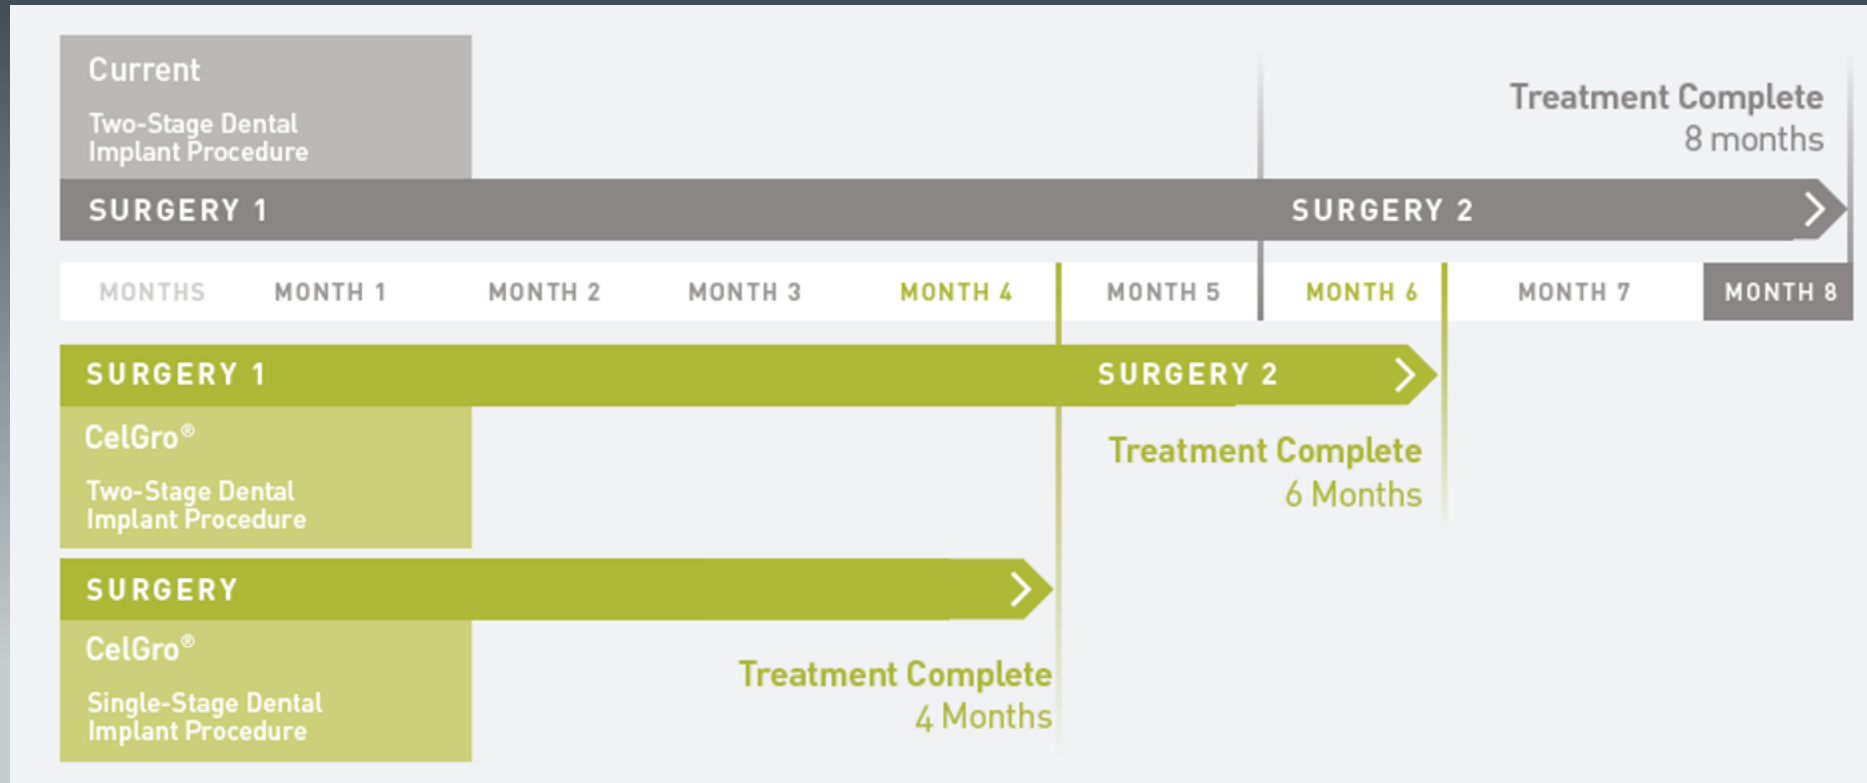 Current
Two-Stage Dental
Implant Procedure
Treatment Complete
8 months
SURGERY 1
SURGERY 2
MONTHS
MONTH 1
MONTH 2
MONTH 3
MONTH 4
MONTH 5
MONTH 6
MONTH 7
MONTH 8
SURGERY 1
SURGERY 2
CelGro®
Two-Stage Dental
Implant Procedure
Treatment Complete
6 Months
SURGERY
CelGro®
Single-Stage Dental
Implant Procedure
Treatment Complete
4 Months